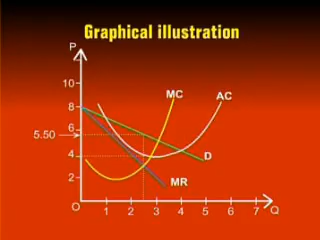 Graphical illustration
P
10
MC
AC
8
6
5.50
4
D
2
MR
O
1 2 3 4 5 6 7 Q